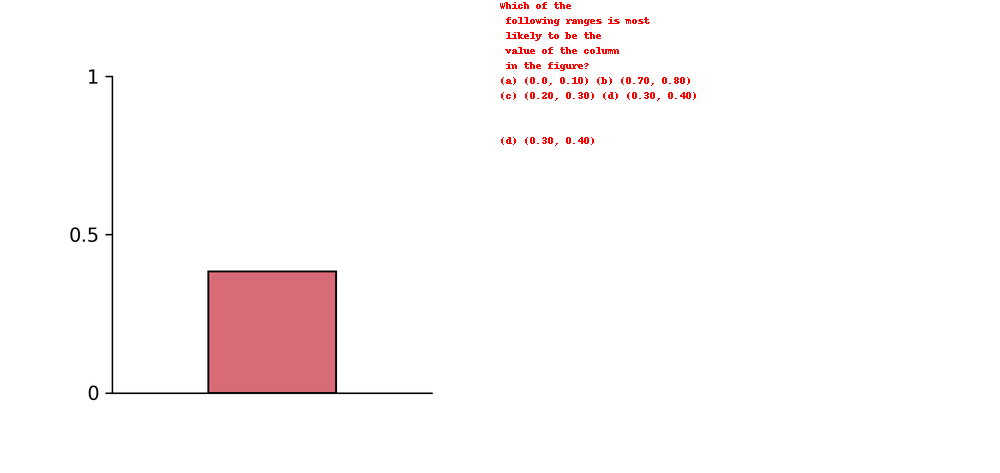 1
0.5
0
Which of the
following ranges is most
likely to be the
value of the column
in the figure?
(a) (0.0, 0.10) (b) (0.70, 0.80)
(c) (0.20, 0.30) (d) (0.30, 0.40)
(d) (0.30, 0.40)